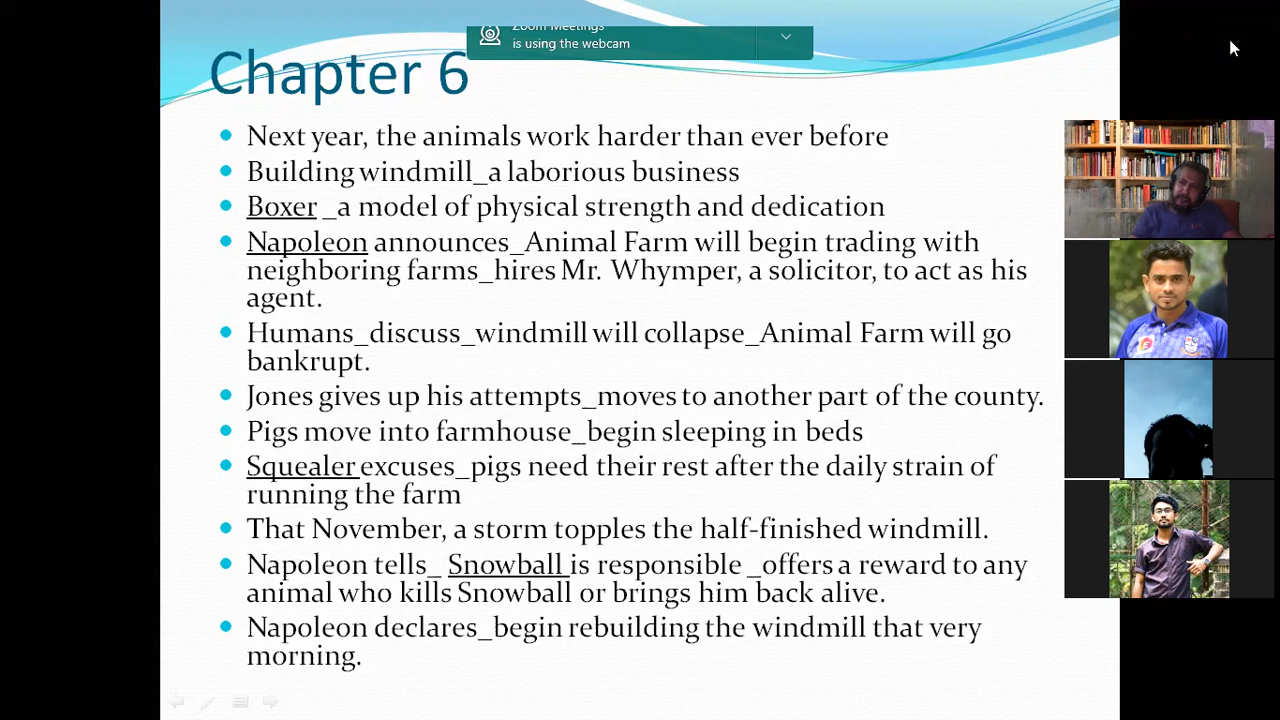 Zoom Meetings
is using the webcam
Chapter 6
Next year, the animals work harder than ever before
Building windmill_a laborious business
Boxer _a model of physical strength and dedication
Napoleon announces_Animal Farm will begin trading with
neighboring farms_hires Mr. Whymper, a solicitor, to act as his
agent.
Humans_discuss_windmill will collapse_Animal Farm will go
bankrupt.
Jones gives up his attempts_moves to another part of the county.
Pigs move into farmhouse_begin sleeping in beds
Squealer excuses_pigs need their rest after the daily strain of
running the farm
That November, a storm topples the half-finished windmill.
Napoleon tells_ Snowball is responsible _offers a reward to any
animal who kills Snowball or brings him back alive.
Napoleon declares_begin rebuilding the windmill that very
morning.